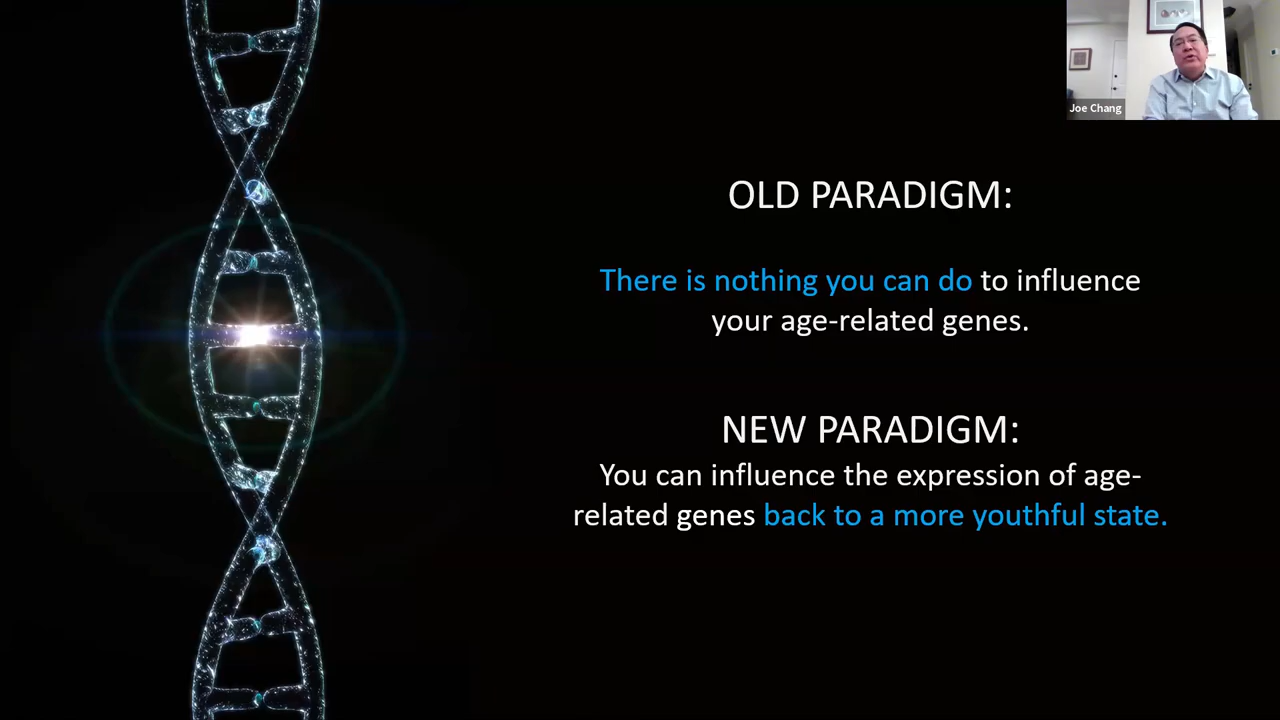 Joe Chang
OLD PARADIGM:
There is nothing you can do to influence
your age-related genes.
NEW PARADIGM:
You can influence the expression of age-
related genes back to a more youthful state.